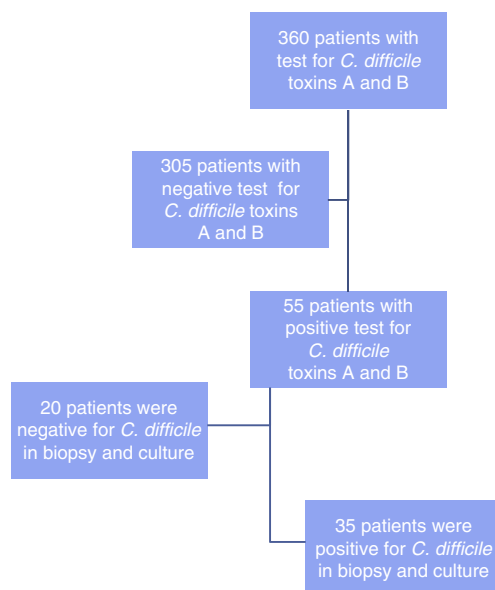 360 patients with
test for C. difficile
toxins A and B
305 patients with
negative test for
C. difficile toxins
A and B
55 patients with
positive test for
C. difficile
toxins A and B
20 patients were
negative for C. difficile
in biopsy and culture
35 patients were
positive for C. difficile
in biopsy and culture